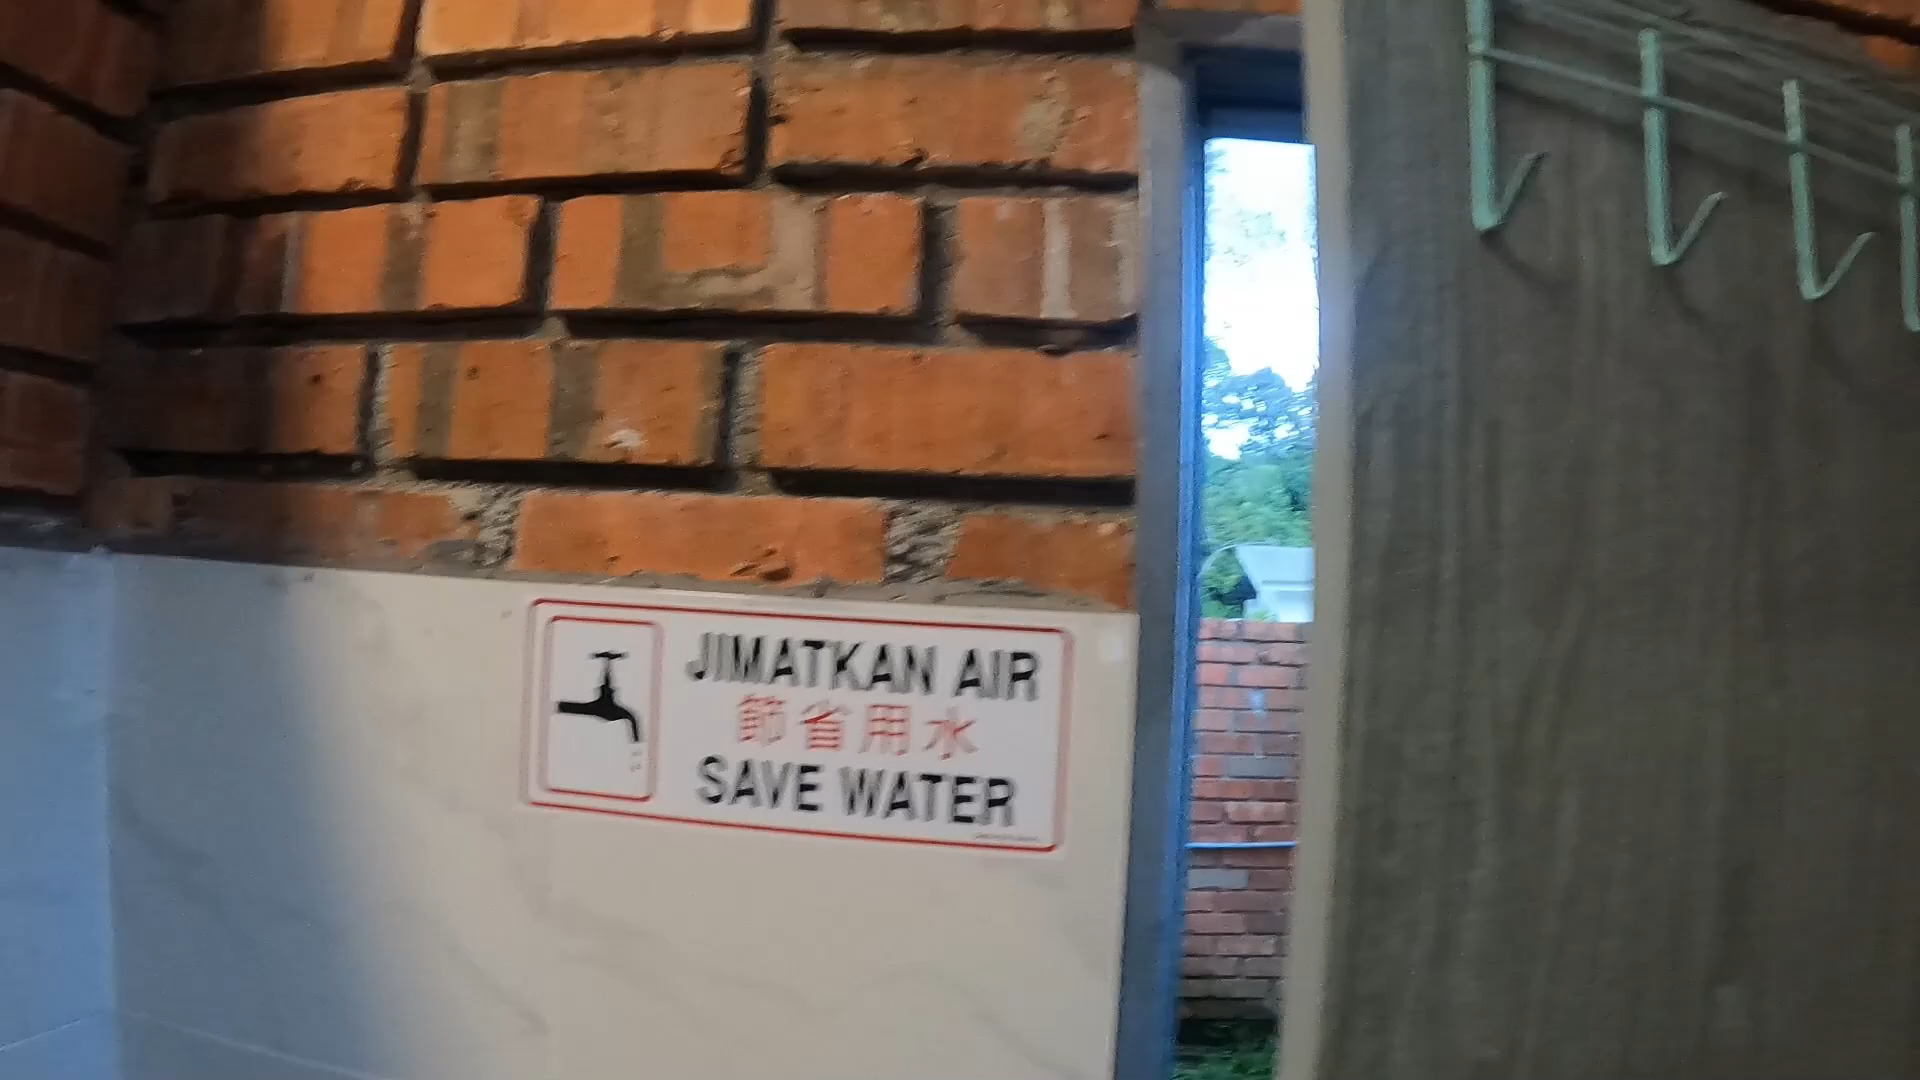 JIMATKAN AIR
節省用水
SAVE WATER